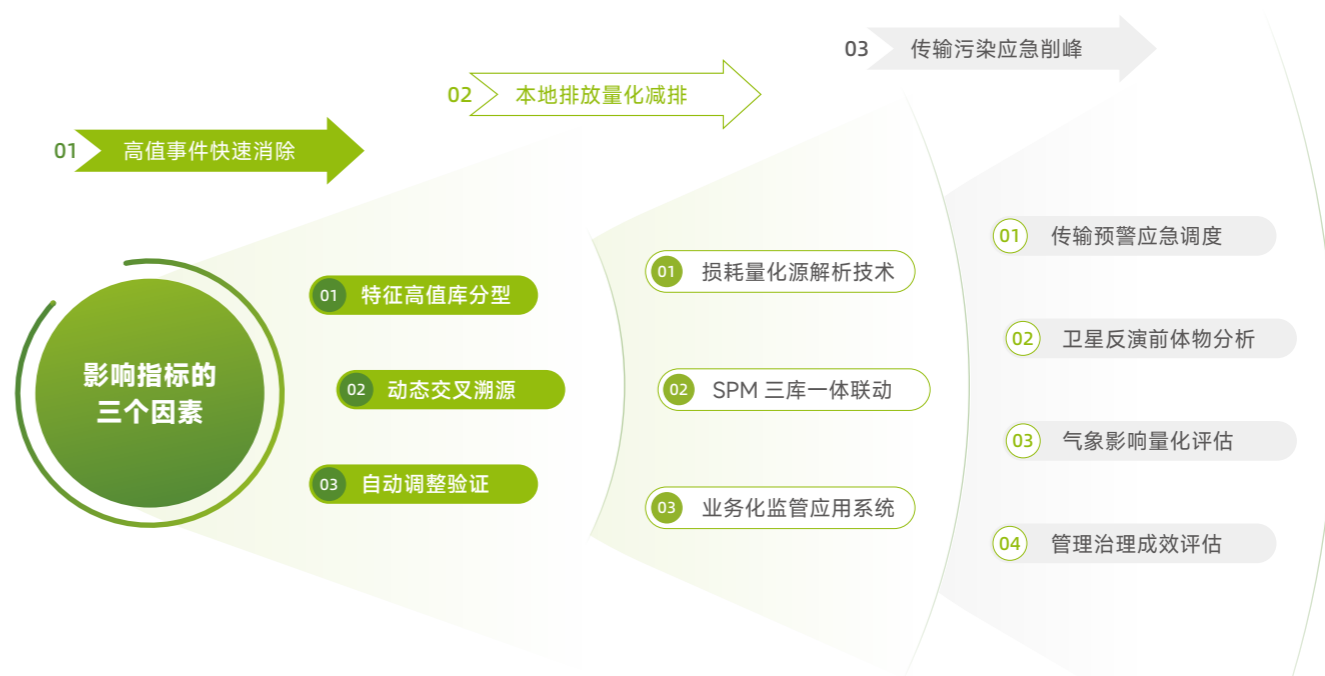 影响指标的
三个因素
01 高值事件快速消除
01 特征高值库分型
02 动态交叉溯源
03 自动调整验证
02 本地排放量化减排
01 损耗量化源解析技术
02 SPM 三库一体联动
03 业务化监管应用系统
03 传输污染应急削峰
01 传输预警应急调度
02 卫星反演前体物分析
03 气象影响量化评估
04 管理治理成效评估